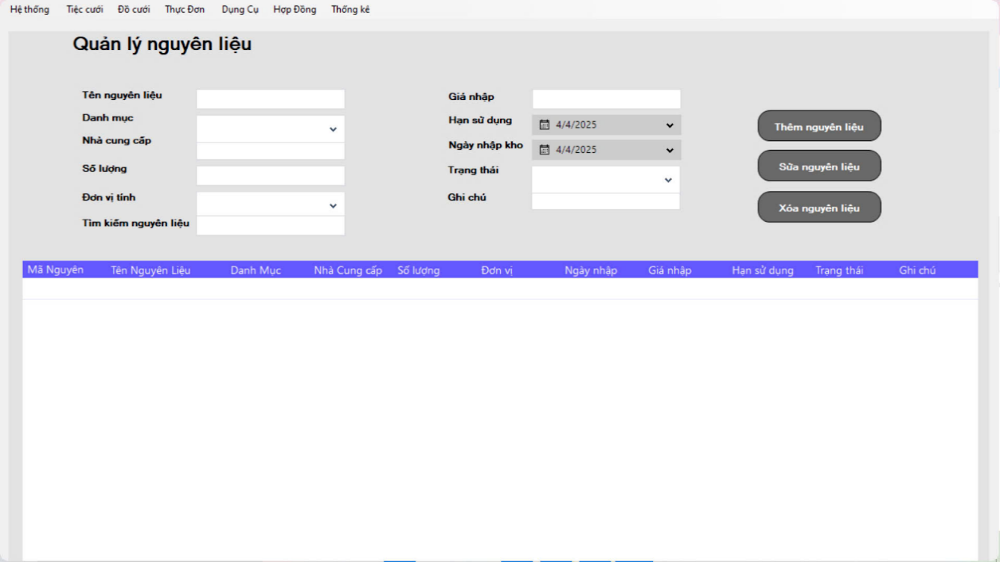 Hệ thống Tiệc cưới Đồ cưới Thực Đơn Dụng Cụ Hợp Đồng Thống kê
Quản lý nguyên liệu
Tên nguyên liệu
Danh mục
Nhà cung cấp
Số lượng
Đơn vị tính
Tìm kiếm nguyên liệu
Giá nhập
Hạn sử dụng 4/4/2025
Ngày nhập kho 4/4/2025
Trạng thái
Ghi chú
Thêm nguyên liệu
Sửa nguyên liệu
Xóa nguyên liệu
Mã Nguyên Tên Nguyên Liệu Danh Mục Nhà Cung cấp Số lượng Đơn vị Ngày nhập Giá nhập Hạn sử dụng Trạng thái Ghi chú